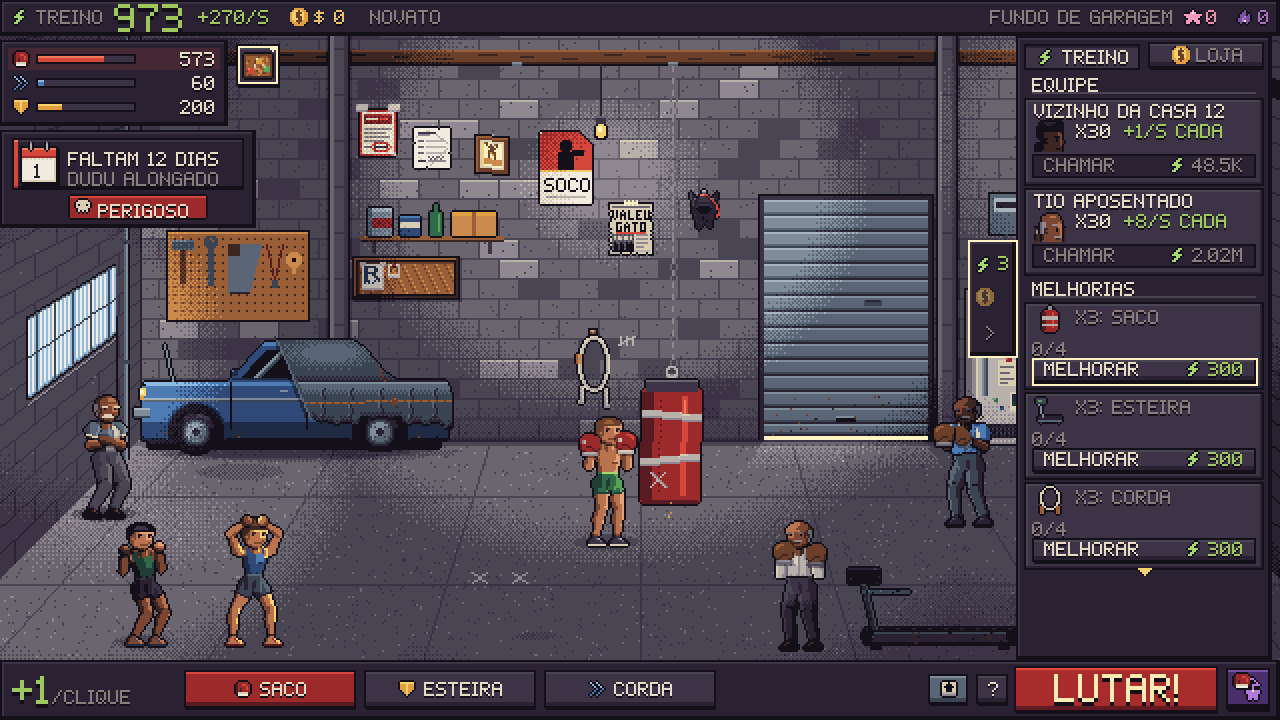 TREINO 973 +270/S $ 0 NOVATO
FUNDO DE GARAGEM 0 0
573
60
200
1
FALTAM 12 DIAS
DUDU ALONGADO
PERIGOSO
SOCO
VALEU
GATO
R
3
TREINO LOJA
EQUIPE
VIZINHO DA CASA 12
X30 +1/S CADA
CHAMAR 48.5K
TIO APOSENTADO
X30 +8/S CADA
CHAMAR 2.02M
MELHORIAS
X3: SACO
0/4
MELHORAR 300
X3: ESTEIRA
0/4
MELHORAR 300
X3: CORDA
0/4
MELHORAR 300
+1/CLIQUE
SACO
ESTEIRA
CORDA
?
LUTAR!